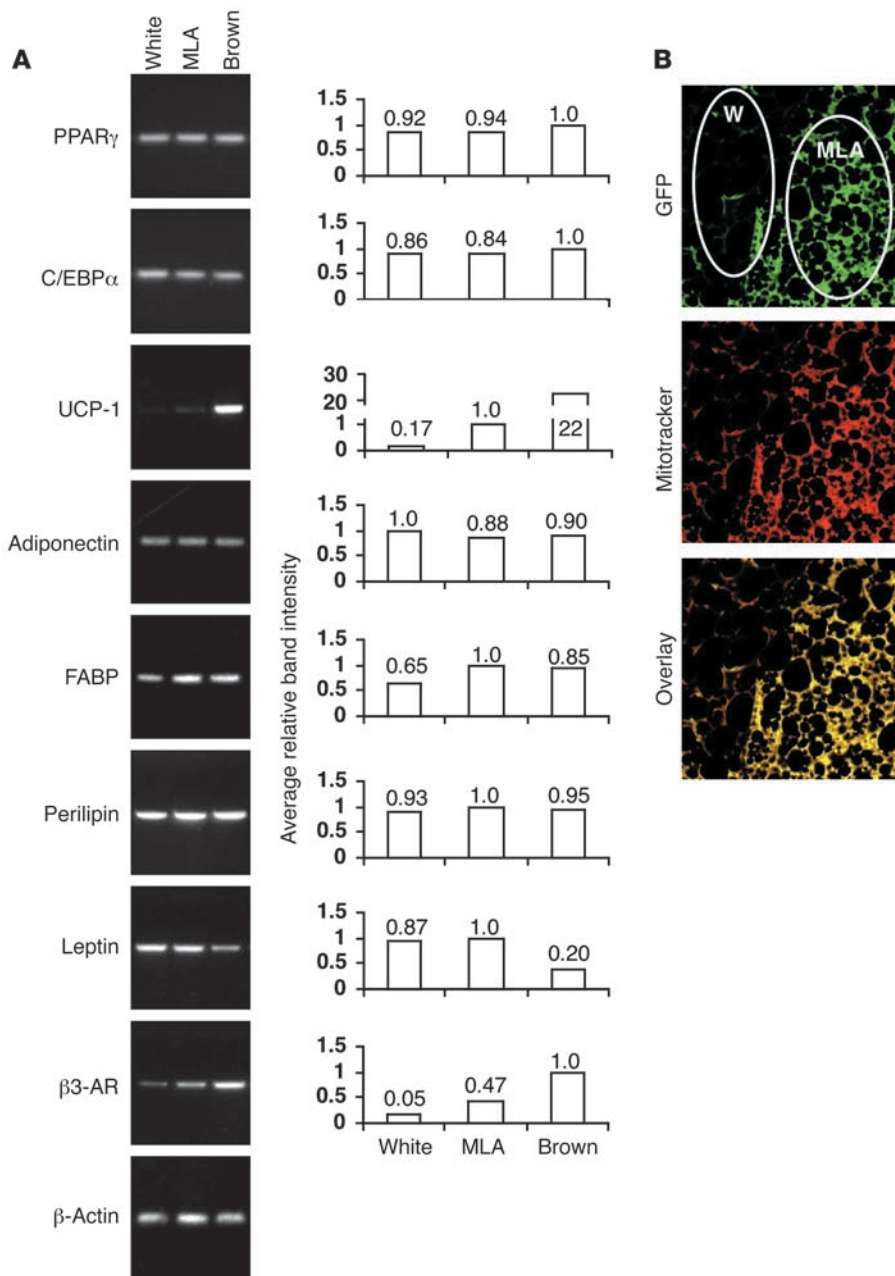 A
White
MLA
Brown
PPARγ
1.5
1
0.5
0
0.92
0.94
1.0
C/EBPα
1.5
1
0.5
0
0.86
0.84
1.0
UCP-1
30
20
1
0
0.17
1.0
22
Adiponectin
1.5
1
0.5
0
1.0
0.88
0.90
FABP
1.5
1
0.5
0
0.65
1.0
0.85
Perilipin
1.5
1
0.5
0
0.93
1.0
0.95
Leptin
1.5
1
0.5
0
0.87
1.0
0.20
β3-AR
1.5
1
0.5
0
0.05
0.47
1.0
White
MLA
Brown
β-Actin
Average relative band intensity
B
GFP
W
MLA
Mitotracker
Overlay